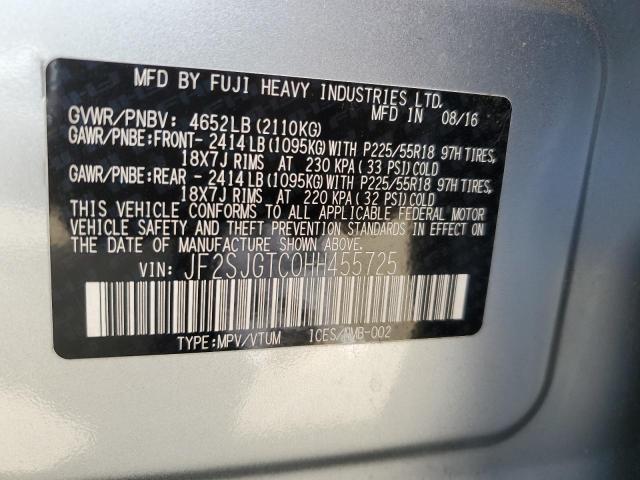 MFD BY FUJI HEAVY INDUSTRIES LTD.
MFD IN 08/16
GVWR/PNBV: 4652LB (2110KG)
GAWR/PNBE:FRONT- 2414LB(1095KG)WITH P225/55R18 97H TIRES,
18X7J RIMS AT 230 KPA (33 PSI)COLD
GAWR/PNBE:REAR - 2414LB(1095KG)WITH P225/55R18 97H TIRES,
18X7J RIMS AT 220 KPA (32 PSI)COLD
THIS VEHICLE CONFORMS TO ALL APPLICABLE FEDERAL MOTOR
VEHICLE SAFETY AND THEFT PREVENTION STANDARDS IN EFFECT ON
THE DATE OF MANUFACTURE SHOWN ABOVE.
VIN: JF2SJGTC0HH455725
TYPE:MPV/VTUM ICES/NMB-002